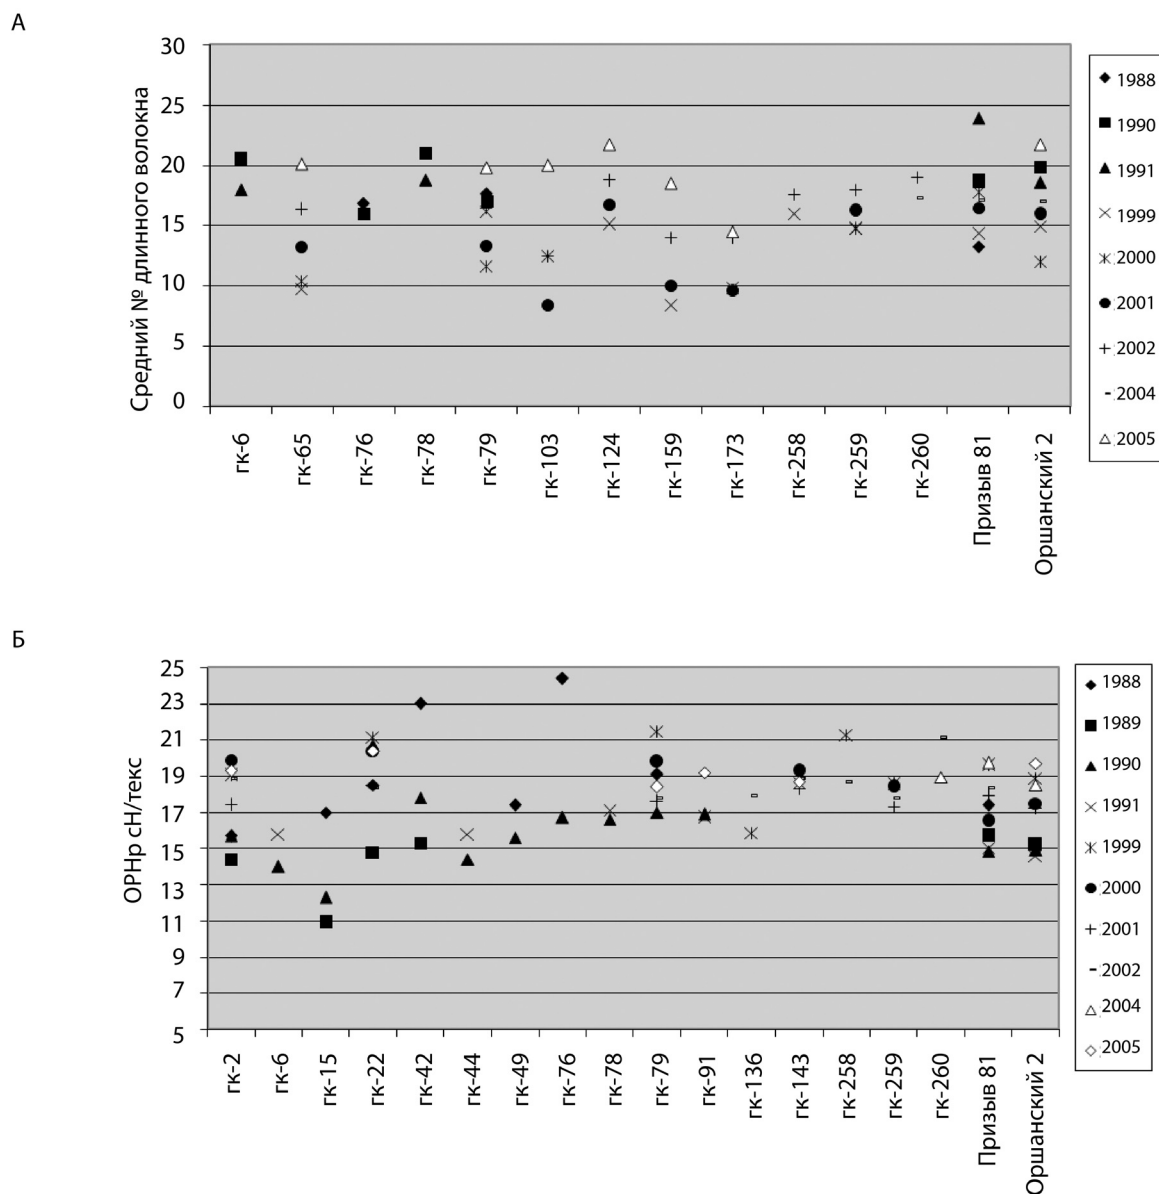 А
Средний № длинного волокна
30
25
20
15
10
5
0
гк-6
гк-65
гк-76
гк-78
гк-79
гк-103
гк-124
гк-159
гк-173
гк-258
гк-259
гк-260
Призыв 81
Оршанский 2
1988
1990
1991
1999
2000
2001
2002
2004
2005
Б
ОРНр сН/текс
25
23
21
19
17
15
13
11
9
7
5
гк-2
гк-6
гк-15
гк-22
гк-42
гк-44
гк-49
гк-76
гк-78
гк-79
гк-91
гк-136
гк-143
гк-258
гк-259
гк-260
Призыв 81
Оршанский 2
1988
1989
1990
1991
1999
2000
2001
2002
2004
2005